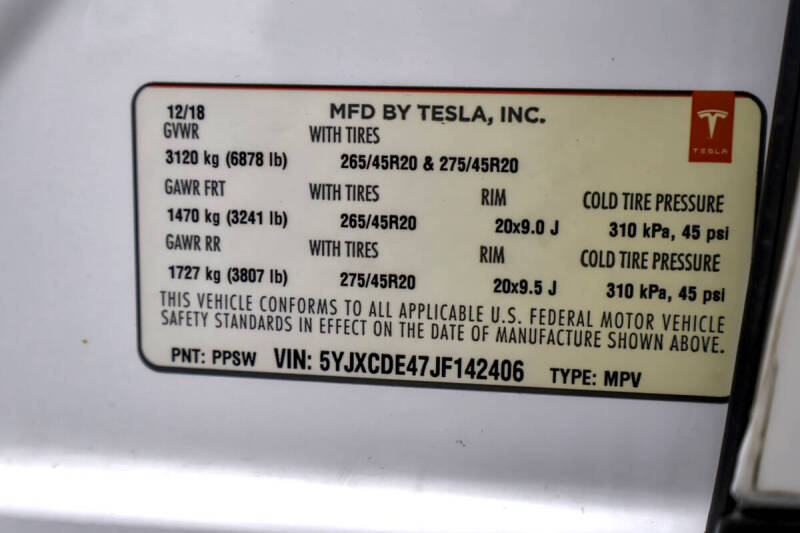 12/18 MFD BY TESLA, INC.
TESLA
GVWR WITH TIRES
3120 kg (6878 lb) 265/45R20 & 275/45R20
GAWR FRT WITH TIRES RIM COLD TIRE PRESSURE
1470 kg (3241 lb) 265/45R20 20x9.0 J 310 kPa, 45 psi
GAWR RR WITH TIRES RIM COLD TIRE PRESSURE
1727 kg (3807 lb) 275/45R20 20x9.5 J 310 kPa, 45 psi
THIS VEHICLE CONFORMS TO ALL APPLICABLE U.S. FEDERAL MOTOR VEHICLE
SAFETY STANDARDS IN EFFECT ON THE DATE OF MANUFACTURE SHOWN ABOVE.
PNT: PPSW VIN: 5YJXCDE47JF142406 TYPE: MPV